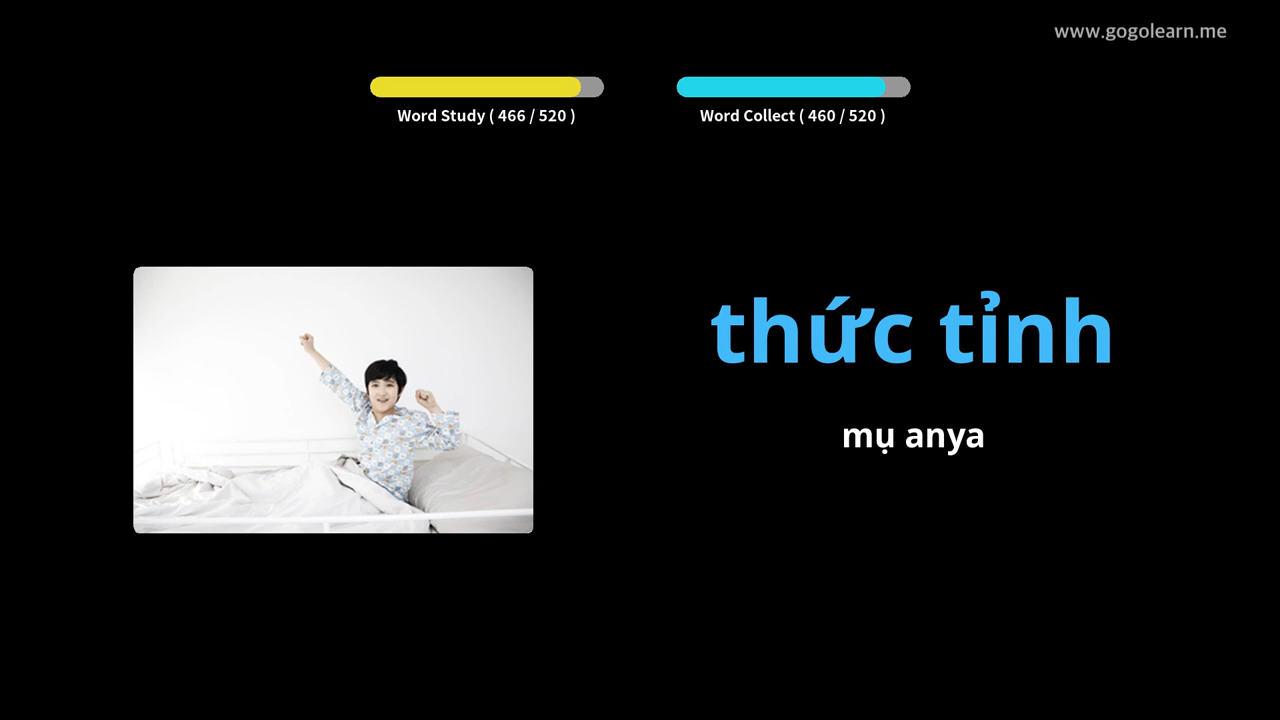 www.gogolearn.me
Word Study ( 466 / 520 )
Word Collect ( 460 / 520 )
thức tỉnh
mụ anya